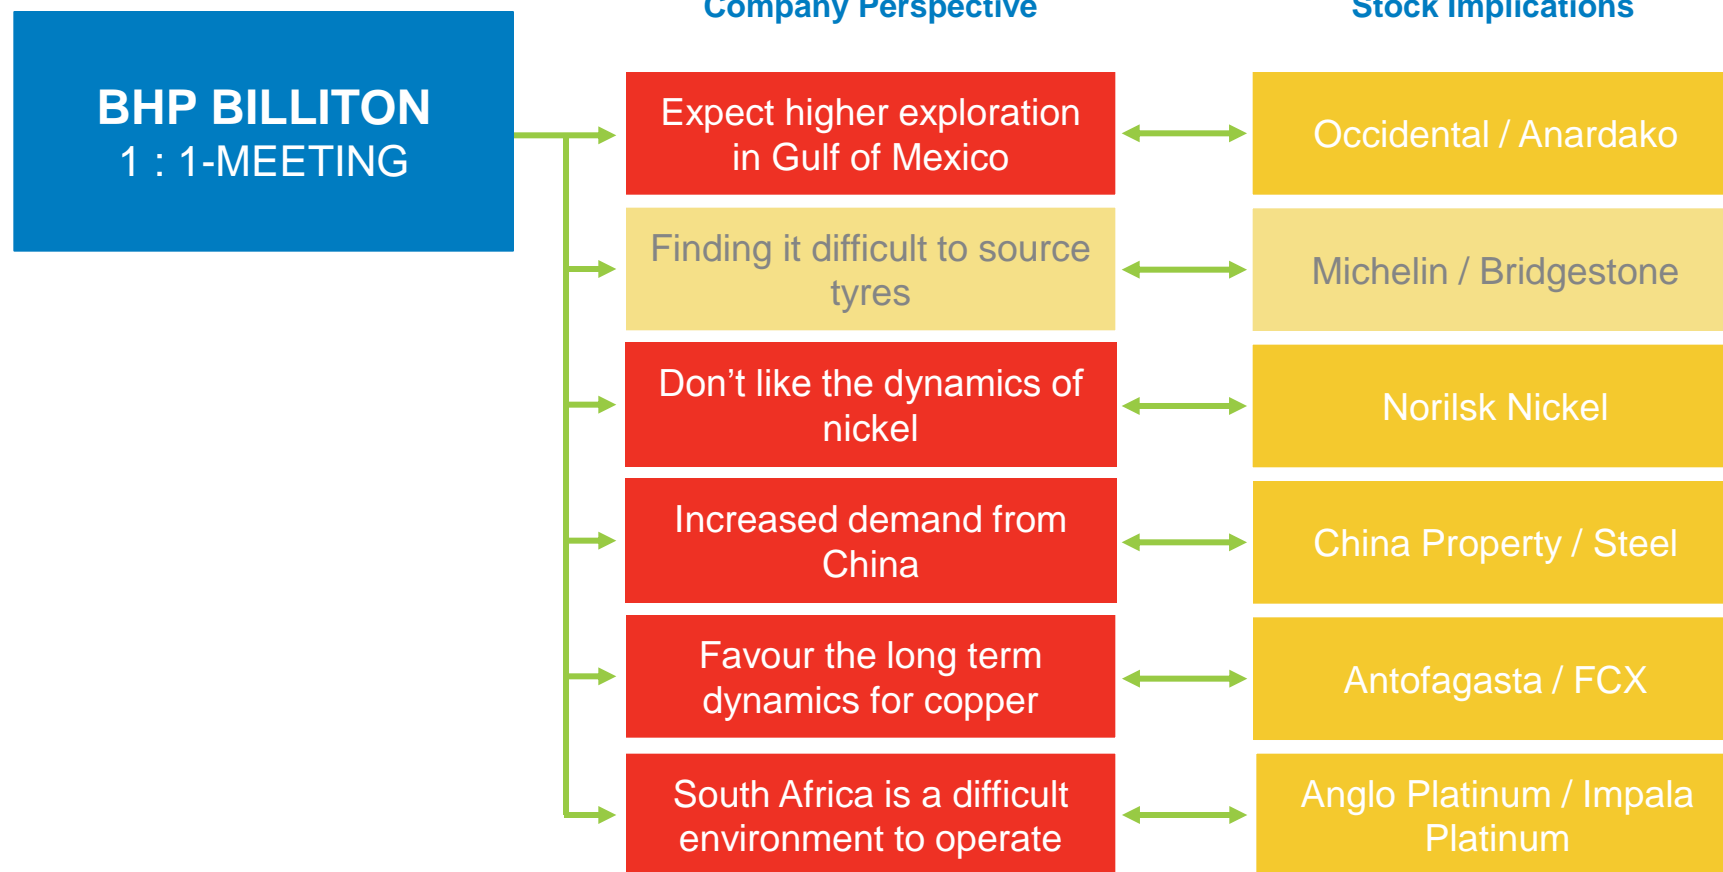 Company Perspective
Stock Implications
BHP BILLITON
1 : 1-MEETING
Expect higher exploration
in Gulf of Mexico
Occidental / Anardako
Finding it difficult to source
tyres
Michelin / Bridgestone
Don’t like the dynamics of
nickel
Norilsk Nickel
Increased demand from
China
China Property / Steel
Favour the long term
dynamics for copper
Antofagasta / FCX
South Africa is a difficult
environment to operate
Anglo Platinum / Impala
Platinum